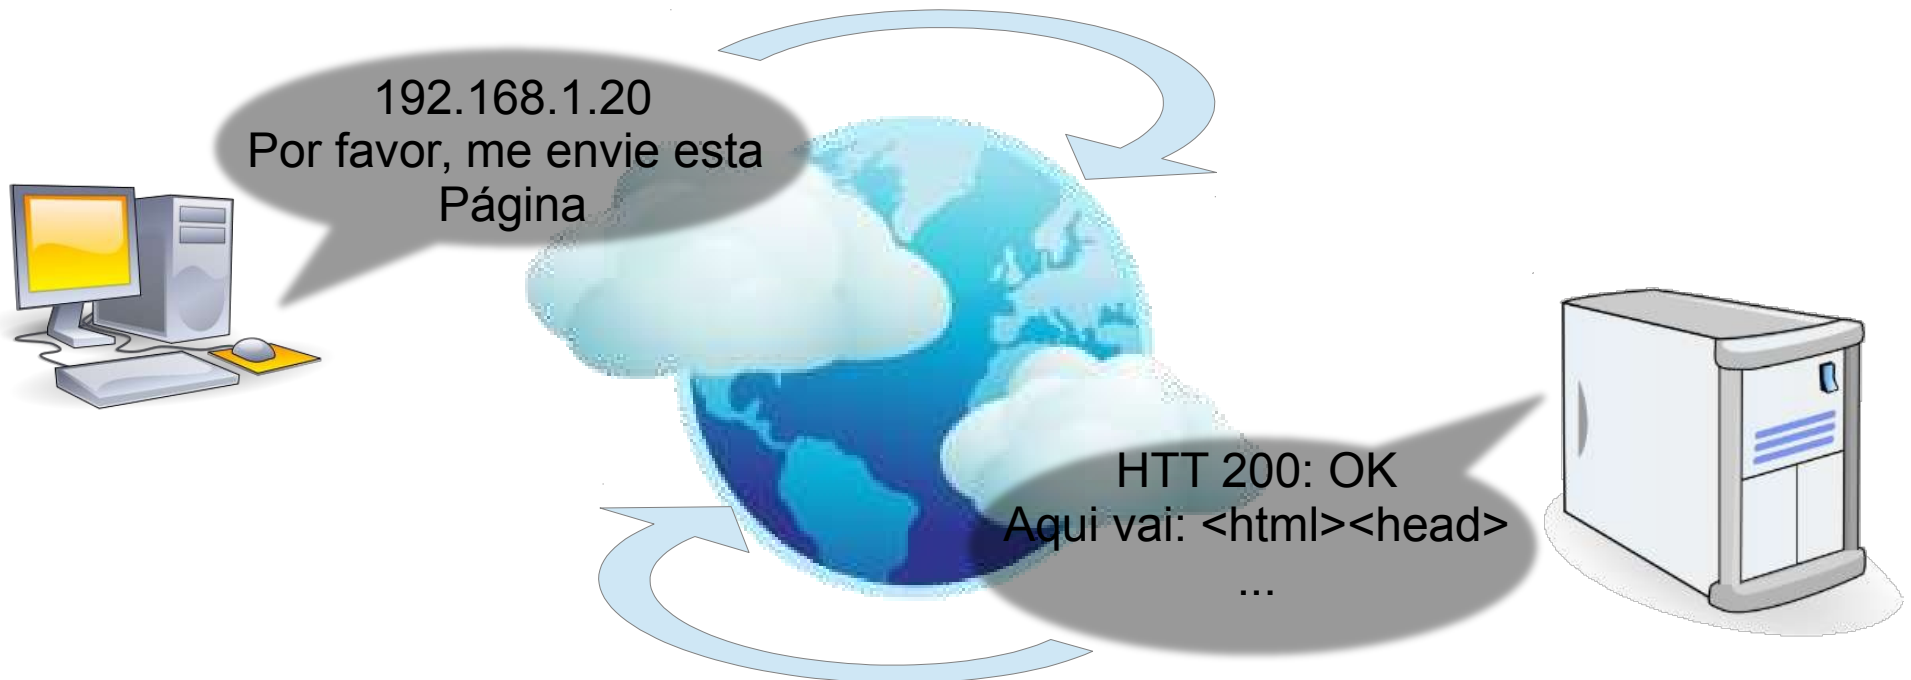 192.168.1.20
Por favor, me envie esta
Página
HTT 200: OK
Aqui vai: <html><head>
...